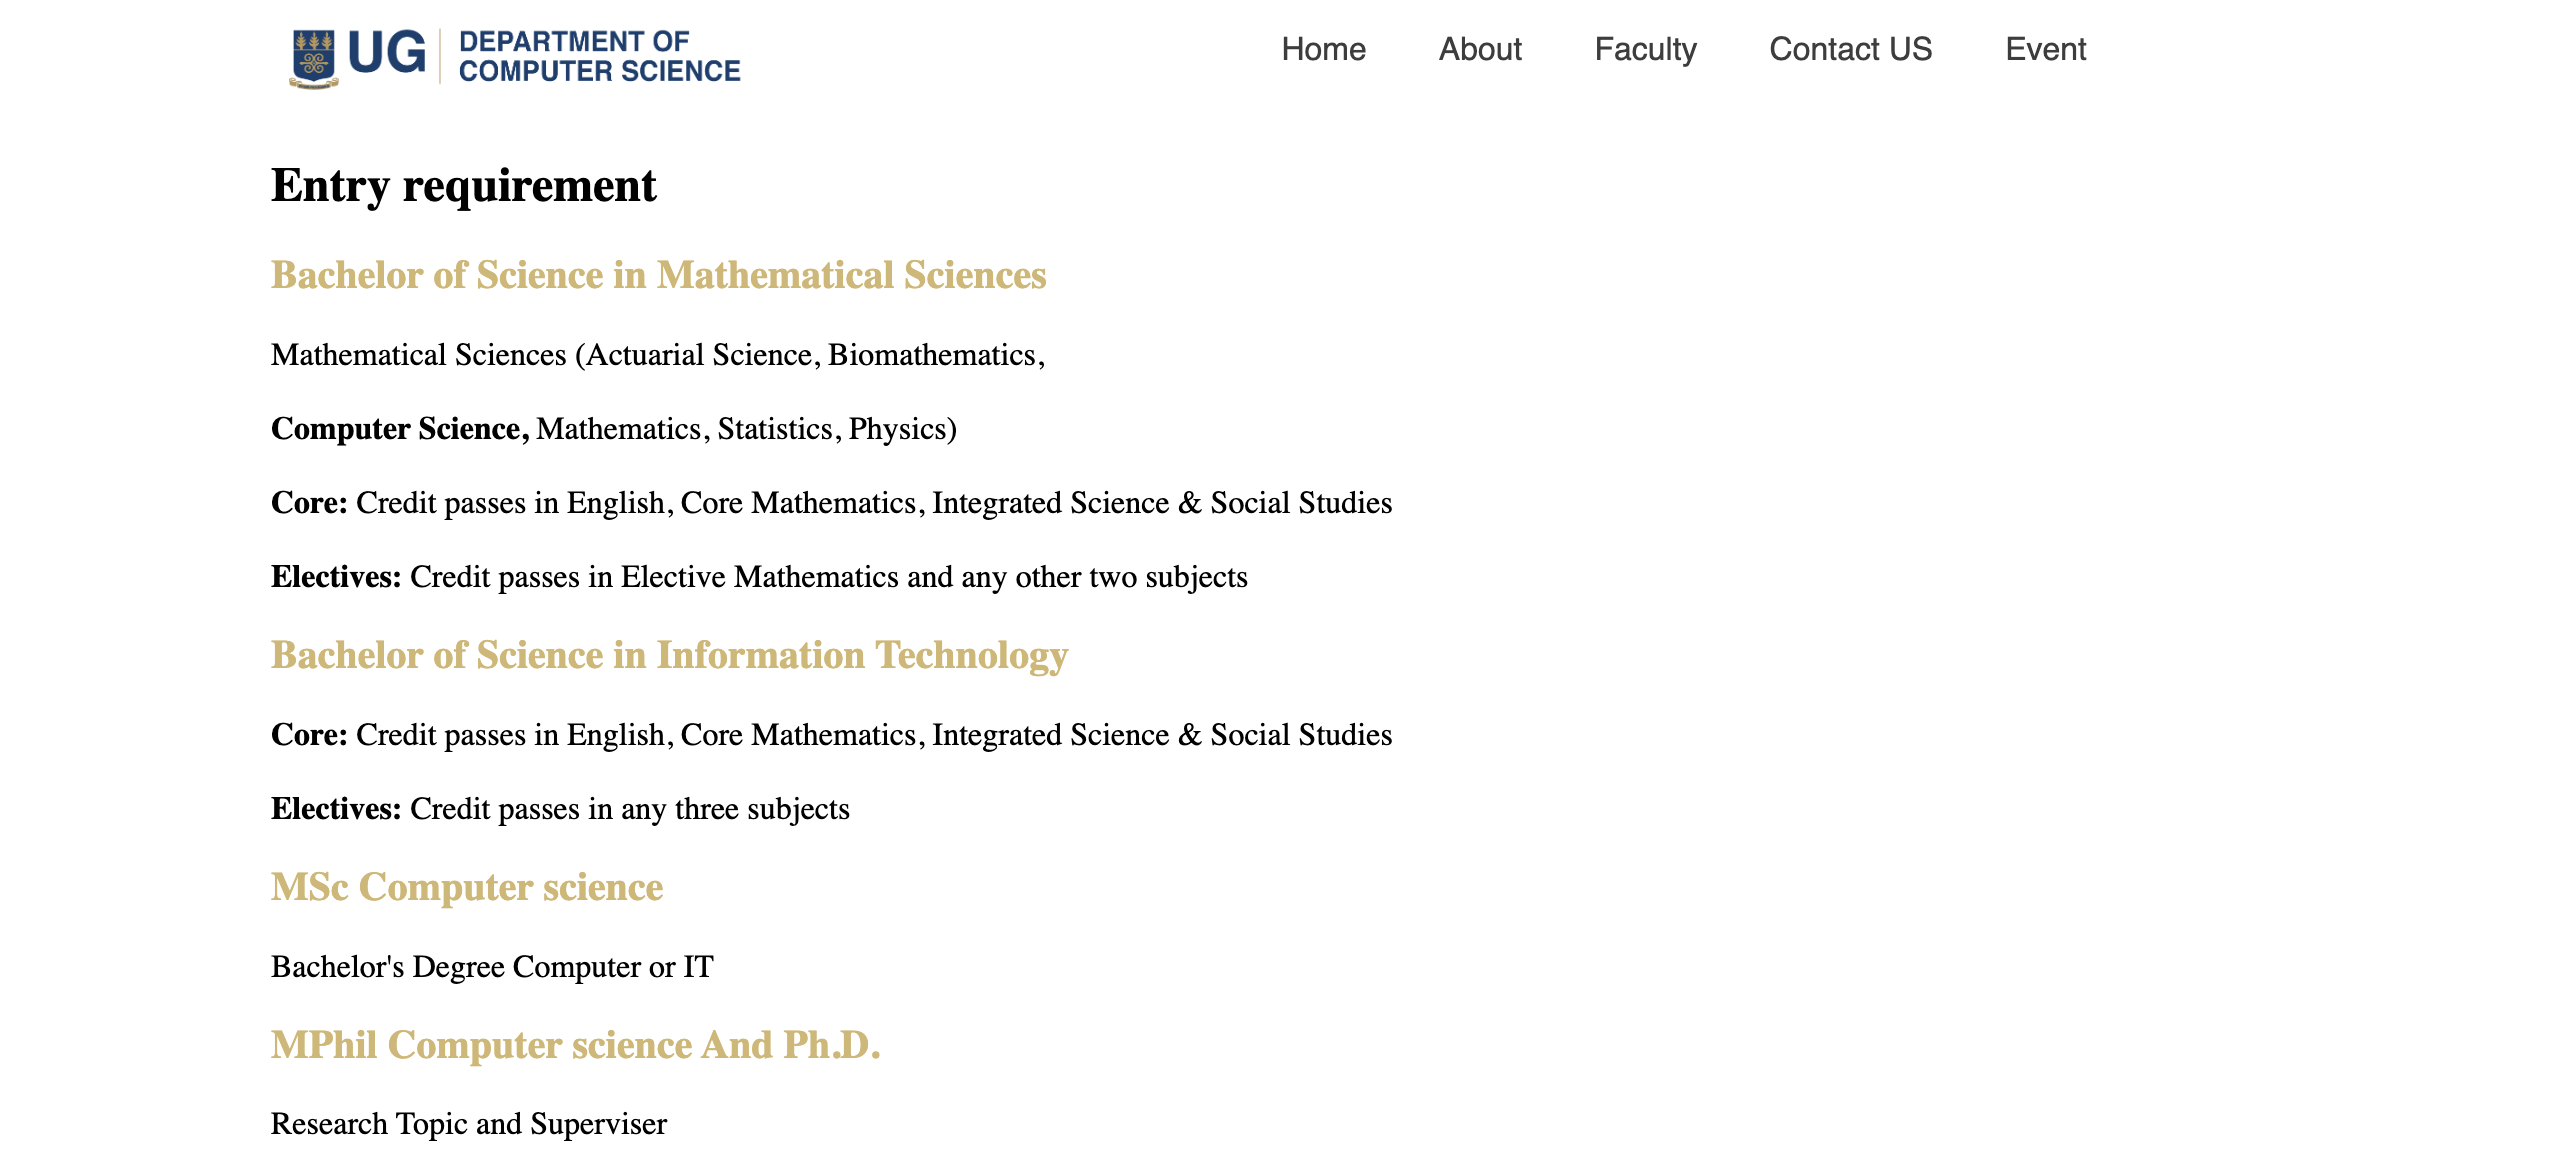 UG
DEPARTMENT OF
COMPUTER SCIENCE
Home About Faculty Contact US Event
Entry requirement
Bachelor of Science in Mathematical Sciences
Mathematical Sciences (Actuarial Science, Biomathematics,
Computer Science, Mathematics, Statistics, Physics)
Core: Credit passes in English, Core Mathematics, Integrated Science & Social Studies
Electives: Credit passes in Elective Mathematics and any other two subjects
Bachelor of Science in Information Technology
Core: Credit passes in English, Core Mathematics, Integrated Science & Social Studies
Electives: Credit passes in any three subjects
MSc Computer science
Bachelor's Degree Computer or IT
MPhil Computer science And Ph.D.
Research Topic and Superviser